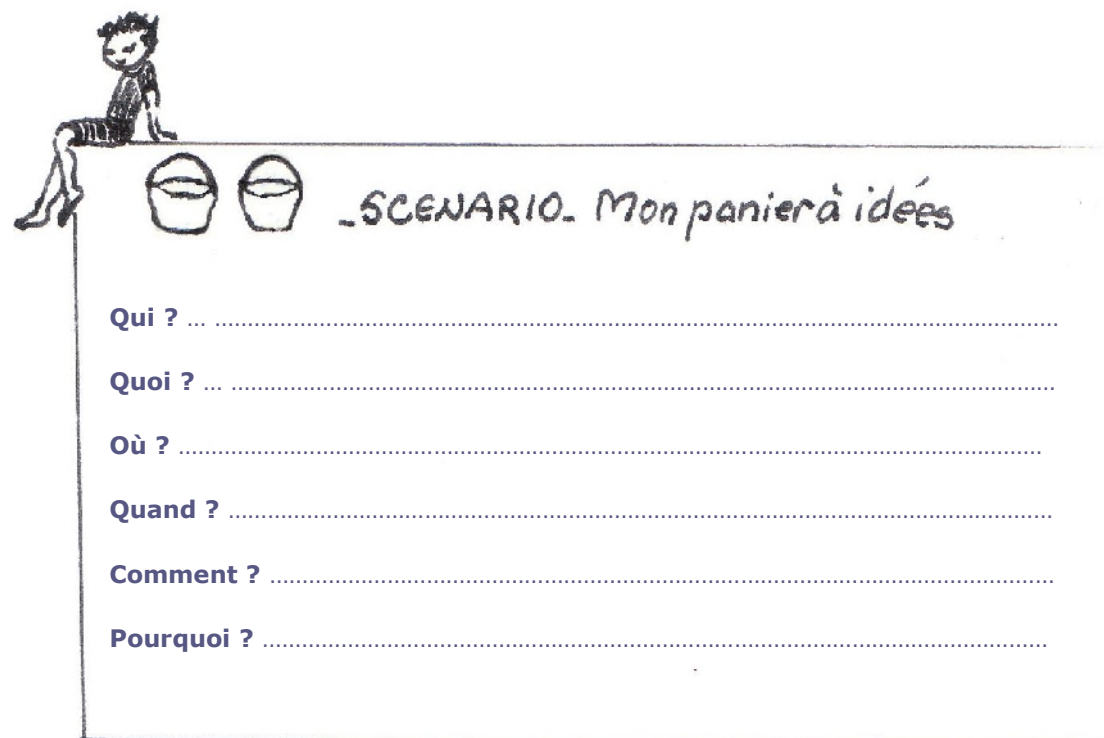 _SCENARIO_ Mon panier à idées
Qui ? ... ..............................................................................................................................
Quoi ? ... ...........................................................................................................................
Où ? .................................................................................................................................
Quand ? ...........................................................................................................................
Comment ? .....................................................................................................................
Pourquoi ? .....................................................................................................................